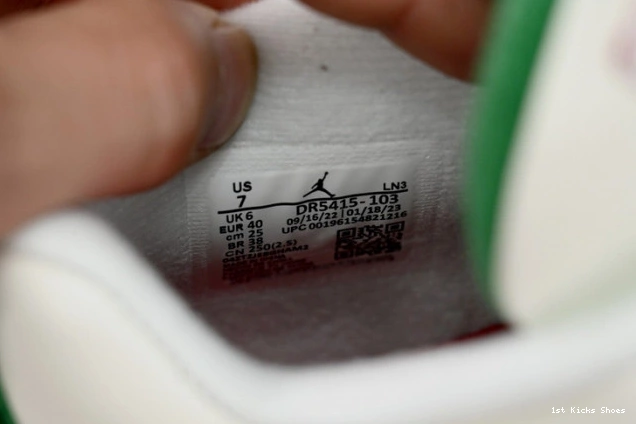 US
7
LN3
DR5415-103
UK 6
09/16/22 | 01/18/23
EUR 40
UPC 00196154821216
cm 25
BR 38
CN 250(2.5)
1st Kicks Shoes